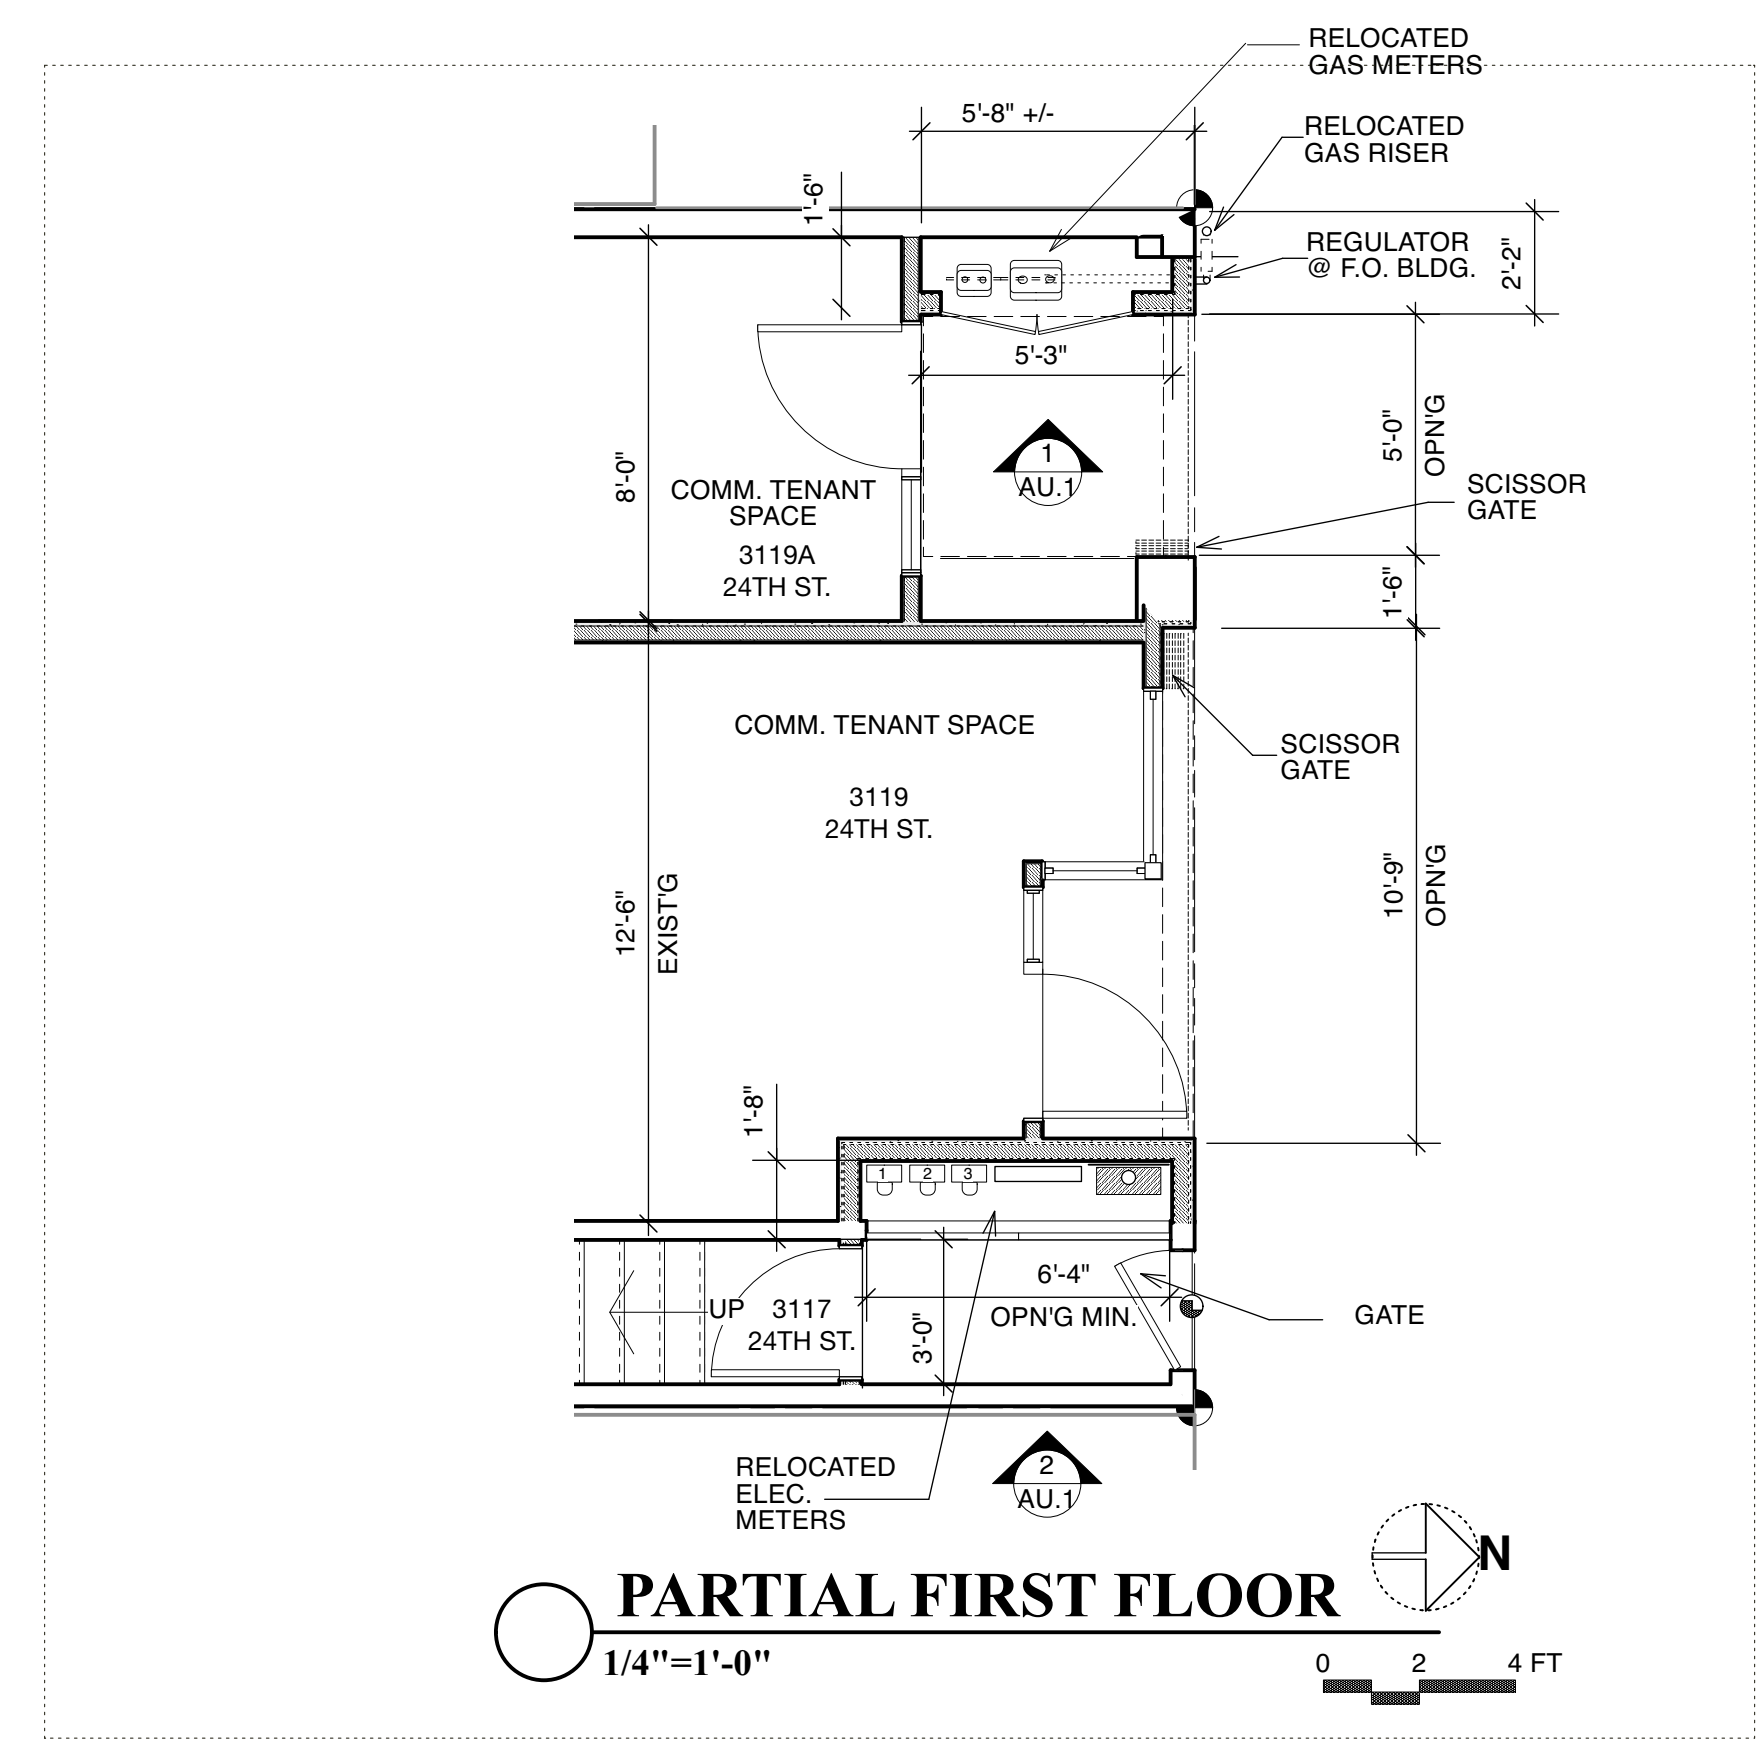 RELOCATED
GAS METERS
5'-8" +/-
RELOCATED
GAS RISER
1'-6"
REGULATOR
@ F.O. BLDG.
2'-2"
5'-3"
5'-0"
OPN'G
1
AU.1
8'-0"
COMM. TENANT
SPACE
3119A
24TH ST.
SCISSOR
GATE
1'-6"
COMM. TENANT SPACE
3119
24TH ST.
SCISSOR
GATE
12'-6"
EXIST'G
10'-9"
OPN'G
1'-8"
1 2 3
6'-4"
OPN'G MIN.
UP
3117
24TH ST.
3'-0"
GATE
RELOCATED
ELEC.
METERS
2
AU.1
N
PARTIAL FIRST FLOOR
1/4"=1'-0"
0 2 4 FT